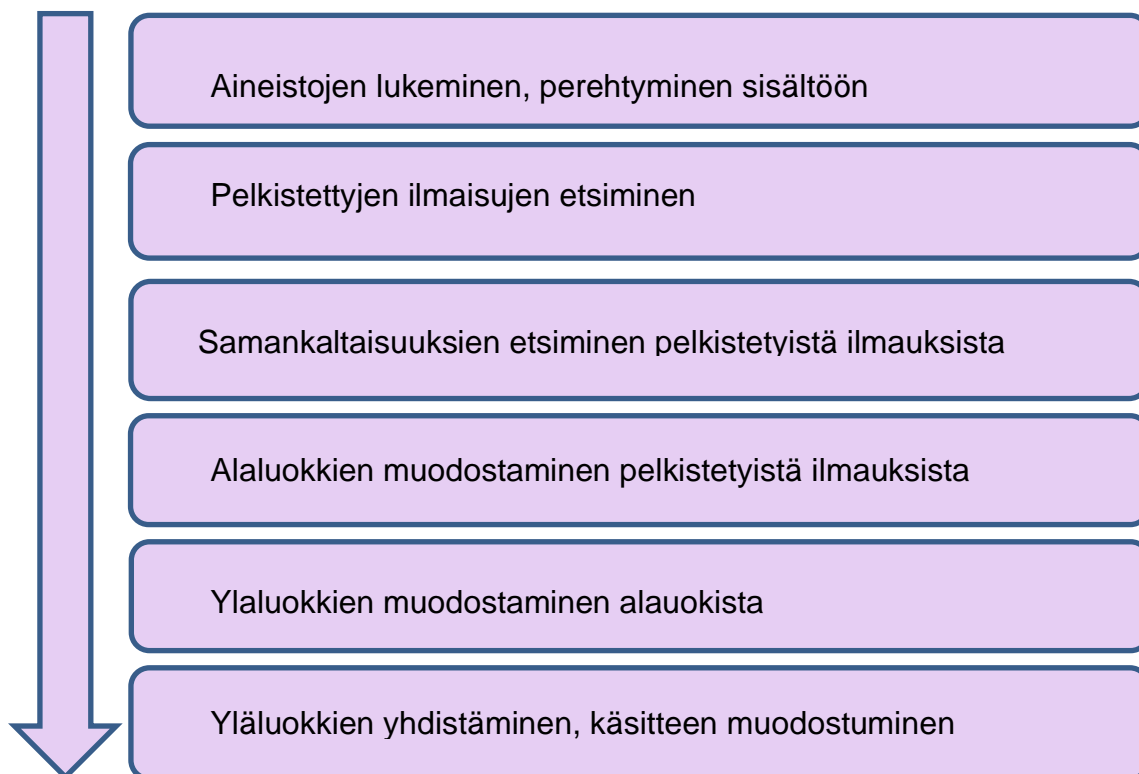 Aineistojen lukeminen, perehtyminen sisältöön
Pelkistettyjen ilmaisujen etsiminen
Samankaltaisuuksien etsiminen pelkistetyistä ilmauksista
Alaluokkien muodostaminen pelkistetyistä ilmauksista
Ylaluokkien muodostaminen alauokista
Yläluokkien yhdistäminen, käsitteen muodostuminen